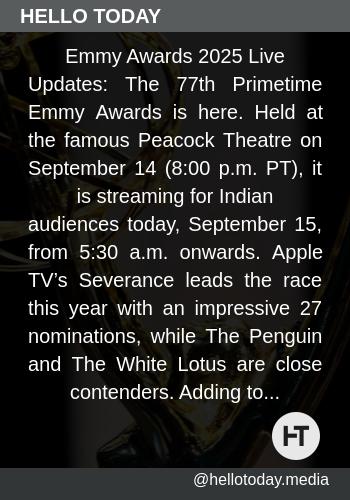 HELLO TODAY
Emmy Awards 2025 Live
Updates: The 77th Primetime
Emmy Awards is here. Held at
the famous Peacock Theatre on
September 14 (8:00 p.m. PT), it
is streaming for Indian
audiences today, September 15,
from 5:30 a.m. onwards. Apple
TV’s Severance leads the race
this year with an impressive 27
nominations, while The Penguin
and The White Lotus are close
contenders. Adding to...
HT
@hellotoday.media